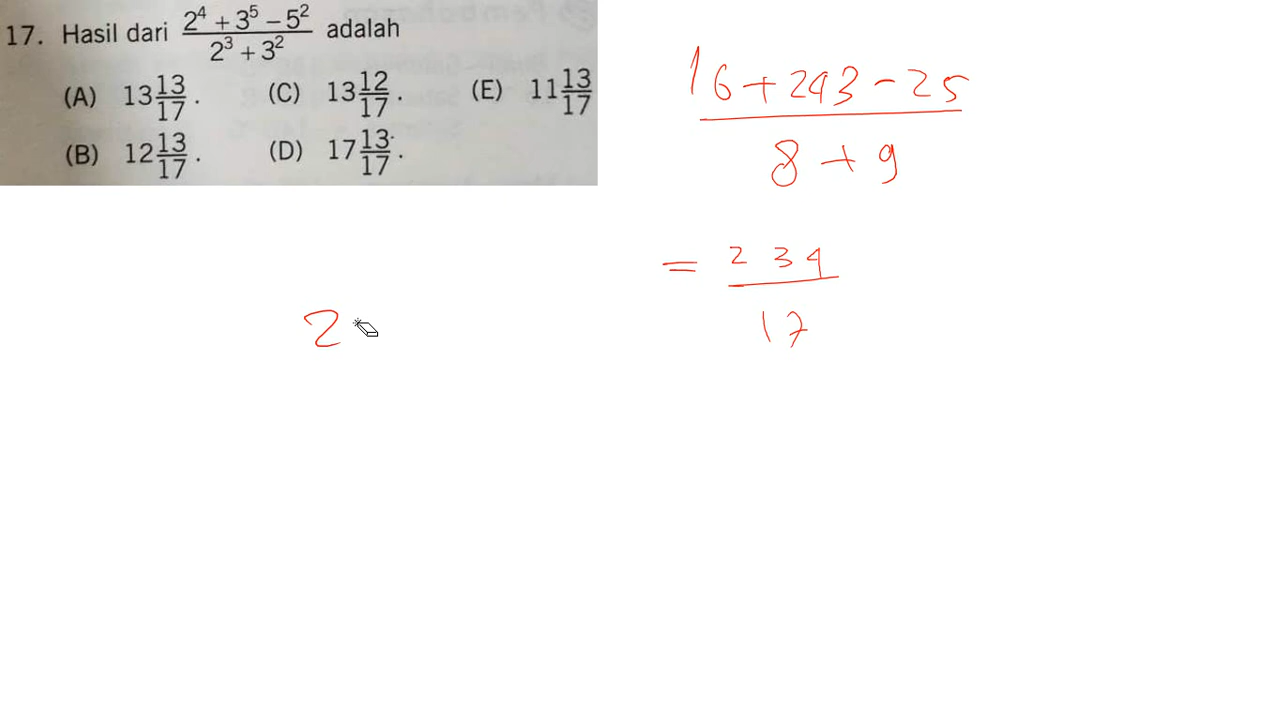 17. Hasil dari (2⁴ + 3⁵ − 5²)/(2³ + 3²) adalah
(A) 13 13/17 . (C) 13 12/17 . (E) 11 13/17
(B) 12 13/17 . (D) 17 13/17 .
16 + 243 − 25
8 + 9
= 234
17
2